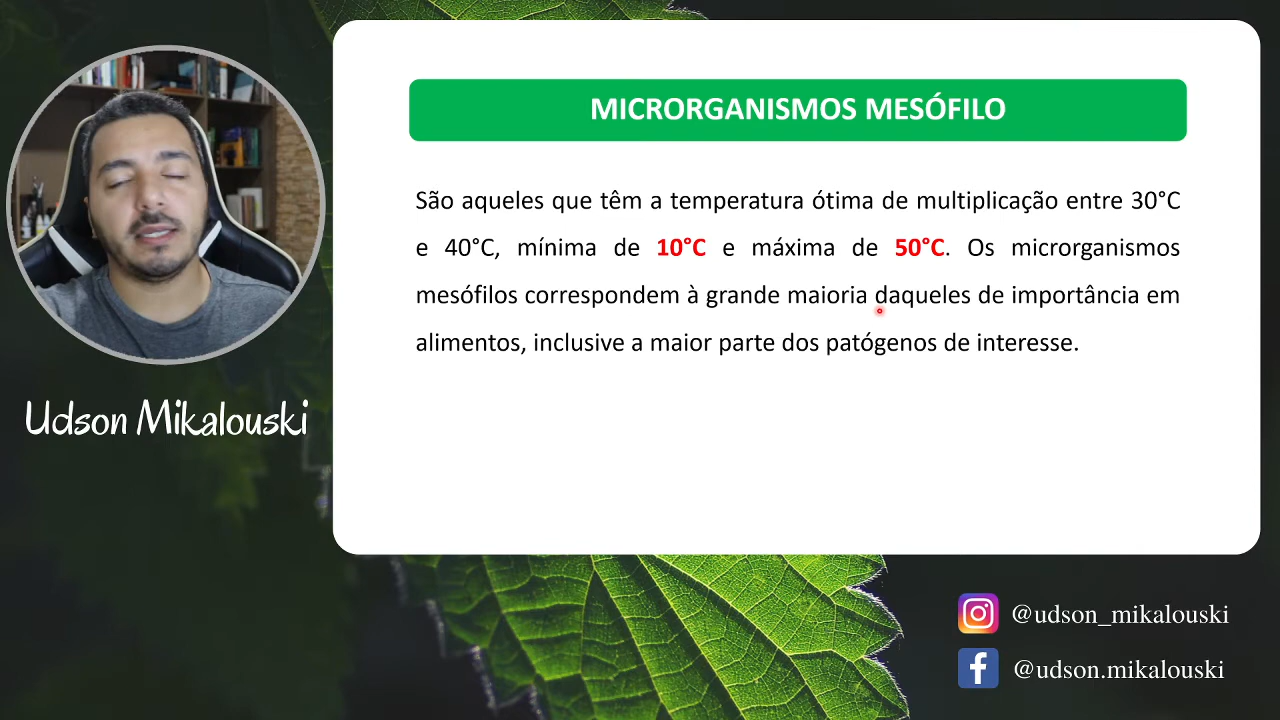 MICRORGANISMOS MESÓFILO
São aqueles que têm a temperatura ótima de multiplicação entre 30°C
e 40°C, mínima de 10°C e máxima de 50°C. Os microrganismos
mesófilos correspondem à grande maioria daqueles de importância em
alimentos, inclusive a maior parte dos patógenos de interesse.
Udson Mikalouski
@udson_mikalouski
@udson.mikalouski